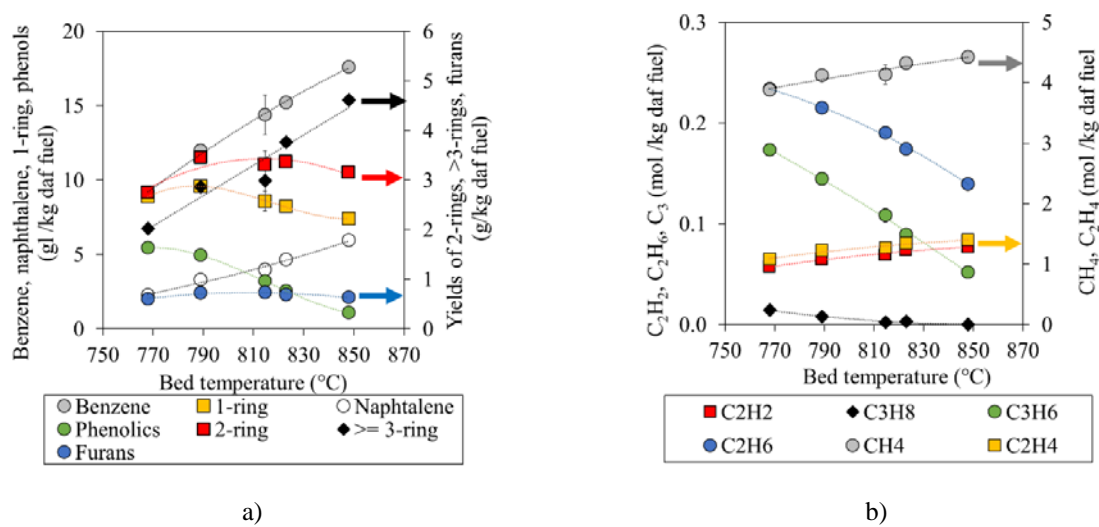 Benzene, naphthalene, 1-ring, phenols
(gl /kg daf fuel)
20
15
10
5
0
6
5
4
3
2
1
0
Yields of 2-rings, >3-rings, furans
(g/kg daf fuel)
750 770 790 810 830 850 870
Bed temperature (°C)
Benzene 1-ring Naphtalene
Phenolics 2-ring >= 3-ring
Furans
a)
C₂H₂, C₂H₆, C₃ (mol /kg daf fuel)
0.3
0.2
0.1
0.0
5
4
3
2
1
0
CH₄, C₂H₄ (mol /kg daf fuel)
750 770 790 810 830 850 870
Bed temperature (°C)
C2H2 C3H8 C3H6
C2H6 CH4 C2H4
b)